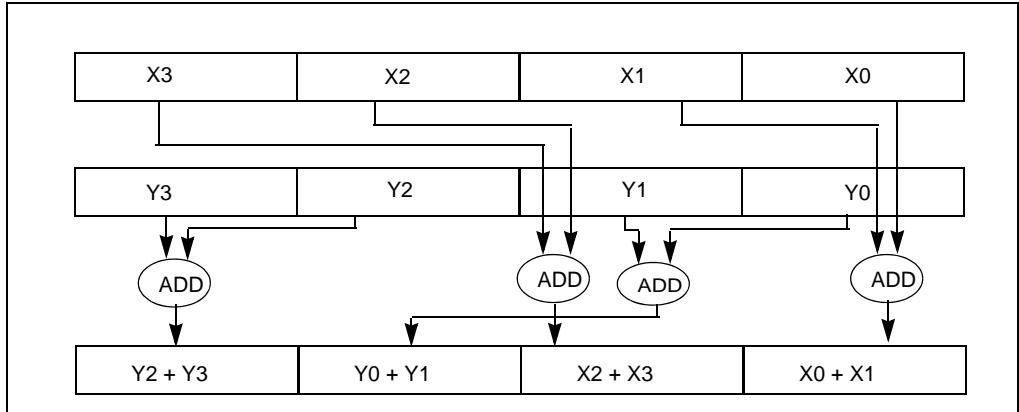 X3 X2 X1 X0
Y3 Y2 Y1 Y0
ADD ADD ADD ADD
Y2 + Y3 Y0 + Y1 X2 + X3 X0 + X1